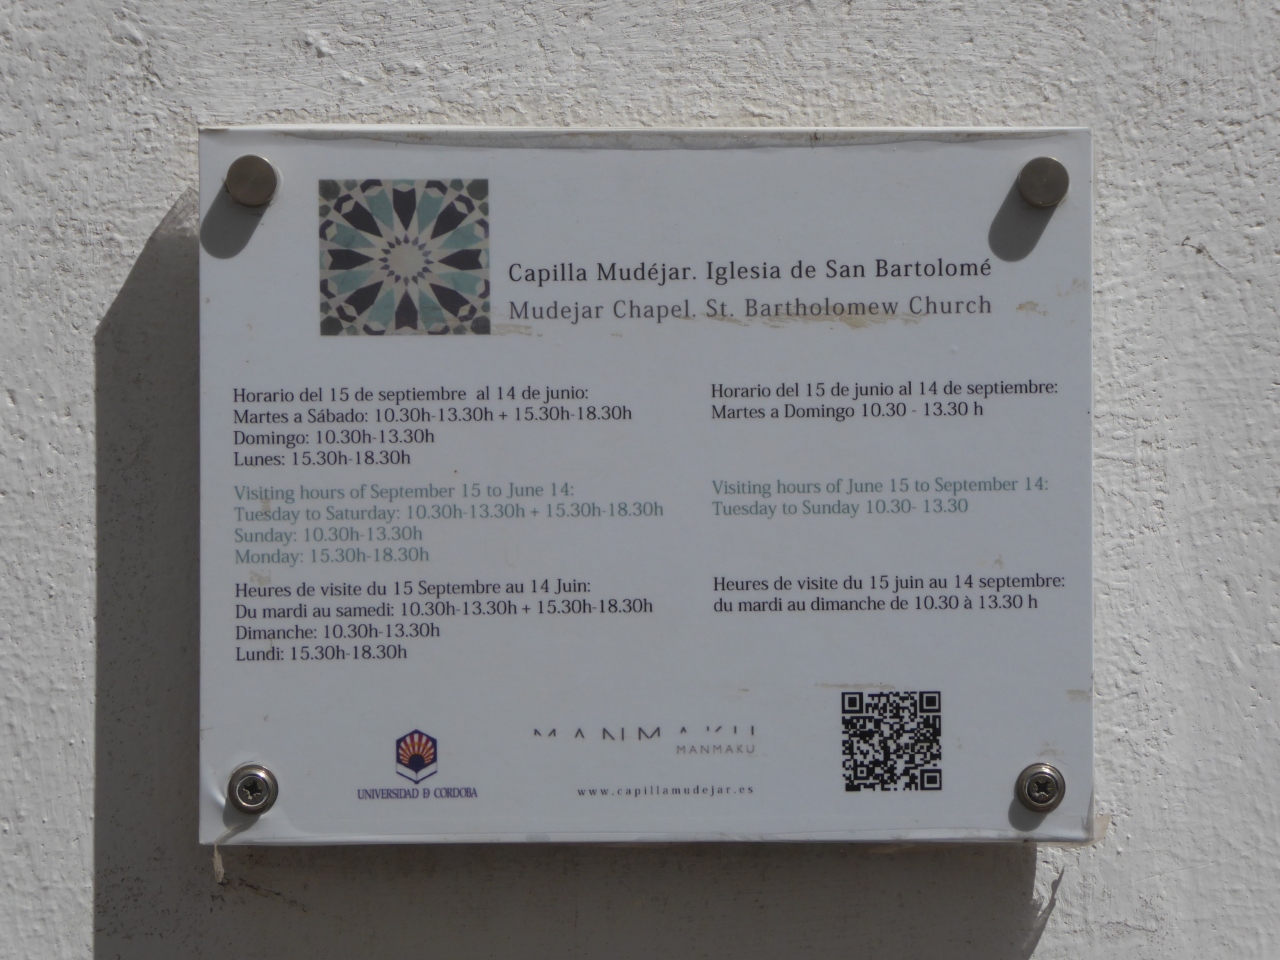 Capilla Mudéjar. Iglesia de San Bartolomé
Mudejar Chapel. St. Bartholomew Church
Horario del 15 de septiembre al 14 de junio:
Martes a Sábado: 10.30h-13.30h + 15.30h-18.30h
Domingo: 10.30h-13.30h
Lunes: 15.30h-18.30h
Horario del 15 de junio al 14 de septiembre:
Martes a Domingo 10.30 - 13.30 h
Visiting hours of September 15 to June 14:
Tuesday to Saturday: 10.30h-13.30h + 15.30h-18.30h
Sunday: 10.30h-13.30h
Monday: 15.30h-18.30h
Visiting hours of June 15 to September 14:
Tuesday to Sunday 10.30- 13.30
Heures de visite du 15 Septembre au 14 Juin:
Du mardi au samedi: 10.30h-13.30h + 15.30h-18.30h
Dimanche: 10.30h-13.30h
Lundi: 15.30h-18.30h
Heures de visite du 15 juin au 14 septembre:
du mardi au dimanche de 10.30 à 13.30 h
UNIVERSIDAD D CORDOBA
MANMAKU
MANMAKU
www.capillamudejar.es